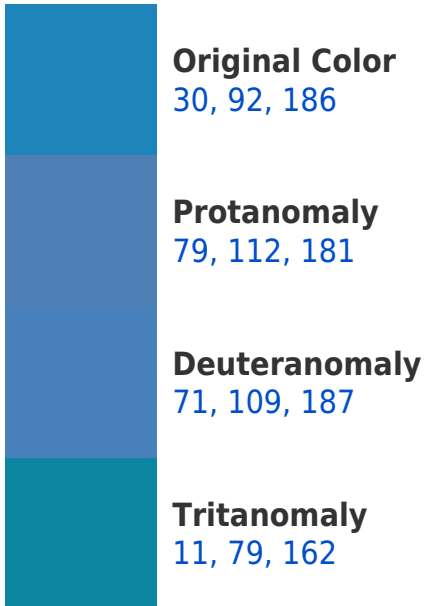 Original Color
30, 92, 186
Protanomaly
79, 112, 181
Deuteranomaly
71, 109, 187
Tritanomaly
11, 79, 162